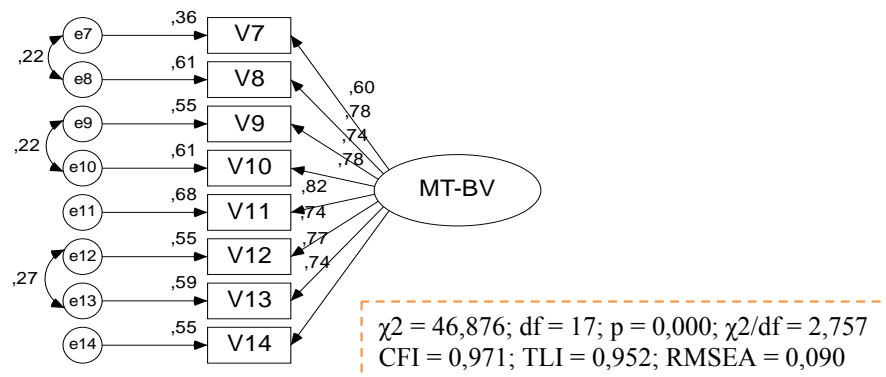 e7
,36
V7
,22
e8
,61
V8
,60
,78
e9
,55
V9
,74
,22
e10
,61
V10
,78
MT-BV
e11
,68
V11
,82
,74
e12
,55
V12
,77
,27
e13
,59
V13
,74
e14
,55
V14
χ2 = 46,876; df = 17; p = 0,000; χ2/df = 2,757
CFI = 0,971; TLI = 0,952; RMSEA = 0,090